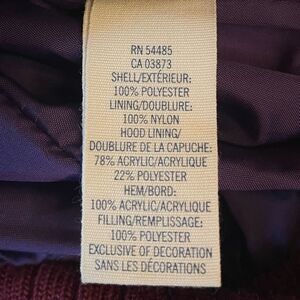 RN 54485
CA 03873
SHELL/EXTÉRIEUR:
100% POLYESTER
LINING/DOUBLURE:
100% NYLON
HOOD LINING/
DOUBLURE DE LA CAPUCHE:
78% ACRYLIC/ACRYLIQUE
22% POLYESTER
HEM/BORD:
100% ACRYLIC/ACRYLIQUE
FILLING/REMPLISSAGE:
100% POLYESTER
EXCLUSIVE OF DECORATION
SANS LES DÉCORATIONS